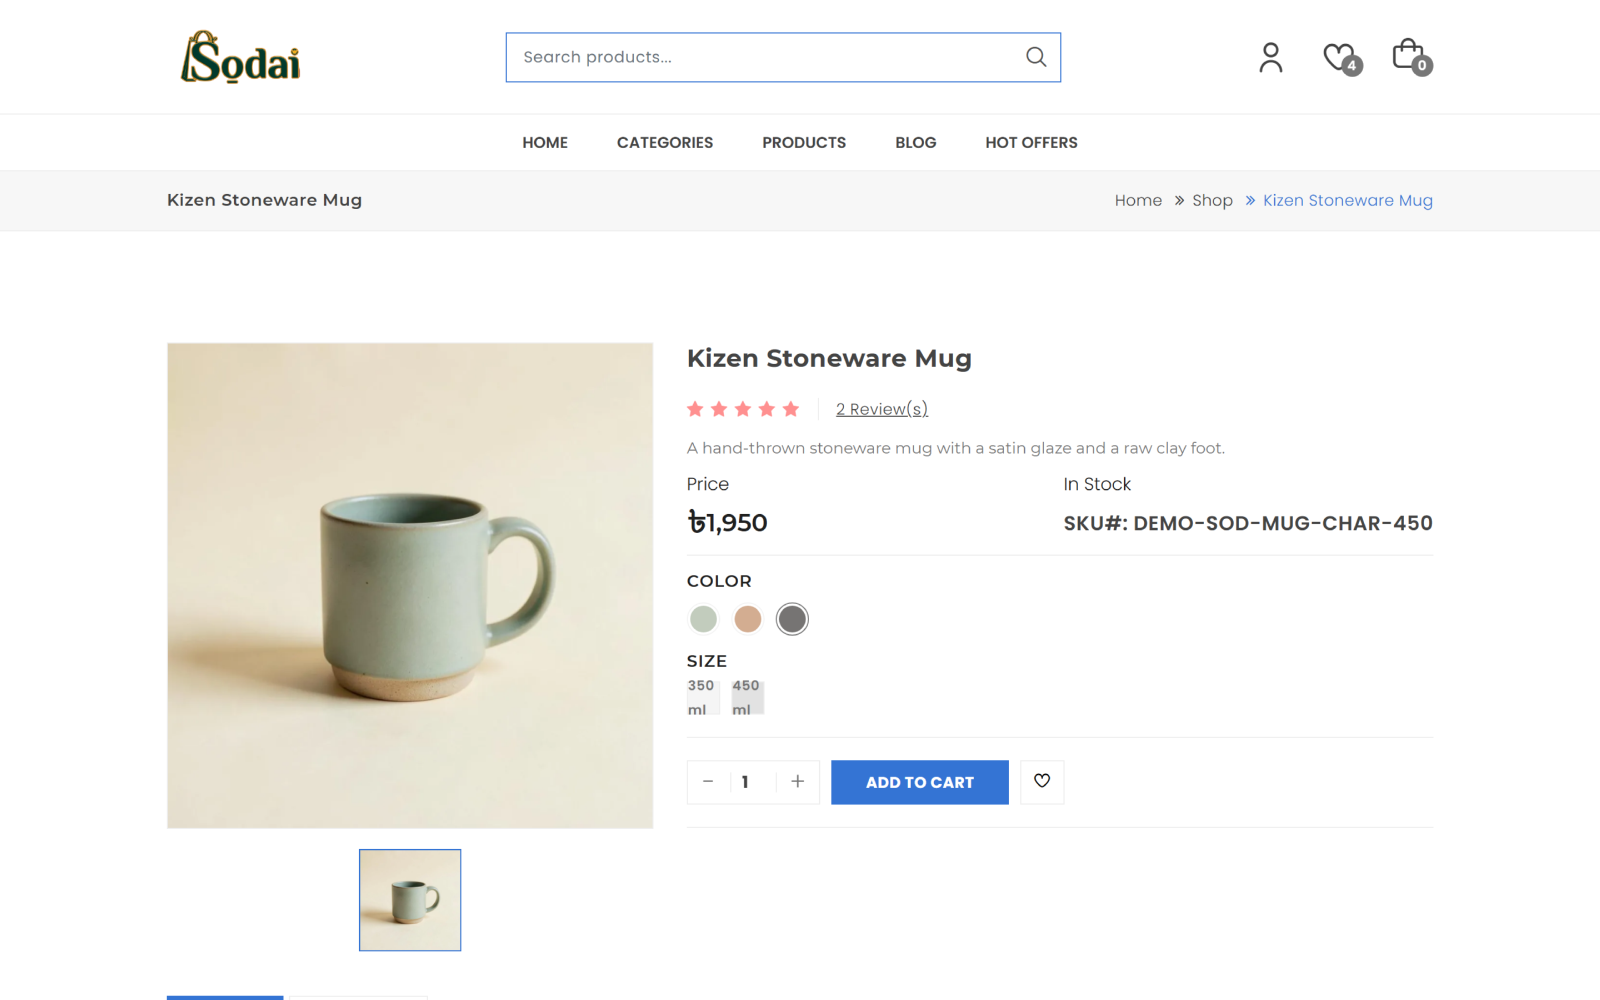 Sodai
Search products...
4
0
HOME CATEGORIES PRODUCTS BLOG HOT OFFERS
Kizen Stoneware Mug
Home » Shop » Kizen Stoneware Mug
Kizen Stoneware Mug
2 Review(s)
A hand-thrown stoneware mug with a satin glaze and a raw clay foot.
Price
In Stock
৳1,950
SKU#: DEMO-SOD-MUG-CHAR-450
COLOR
SIZE
350 ml
450 ml
− 1 +
ADD TO CART